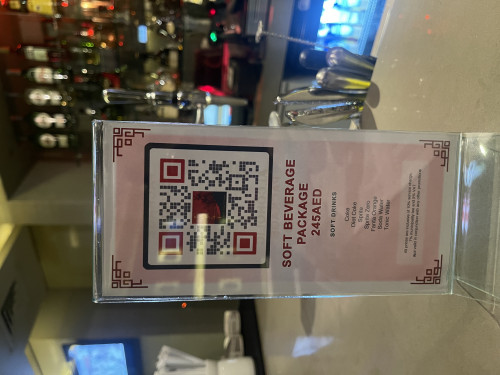 SOFT BEVERAGE
PACKAGE
245AED
SOFT DRINKS
Coke
Diet Coke
Sprite
Sprite Zero
Fanta Orange
Soda Water
Tonic Water